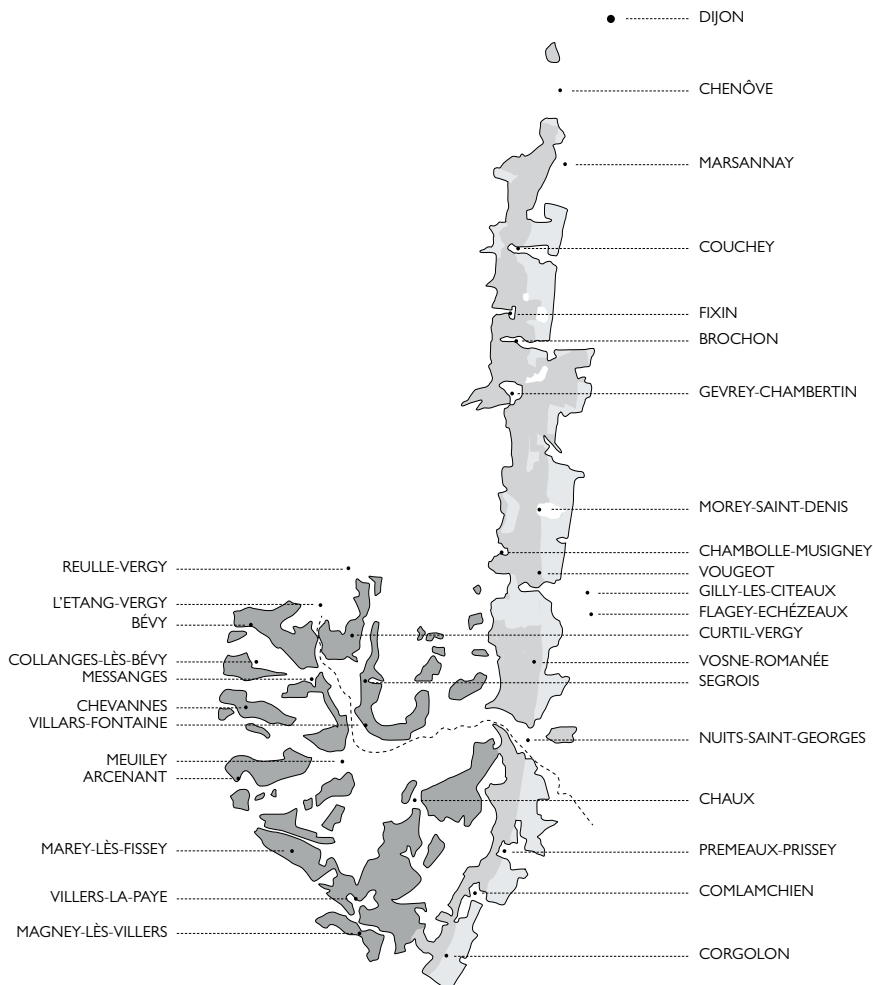 DIJON
CHENÔVE
MARSANNAY
COUCHEY
FIXIN
BROCHON
GEVREY-CHAMBERTIN
MOREY-SAINT-DENIS
CHAMBOLLE-MUSIGNEY
VOUGEOT
GILLY-LES-CITEAUX
FLAGEY-ECHÉZEAUX
CURTIL-VERGY
VOSNE-ROMANÉE
SEGROIS
NUITS-SAINT-GEORGES
CHAUX
PREMEAUX-PRISSEY
COMLAMCHIEN
CORGOLON
REULLE-VERGY
L'ETANG-VERGY
BÉVY
COLLANGES-LÈS-BÉVY
MESSANGES
CHEVANNES
VILLARS-FONTAINE
MEUILEY
ARCENANT
MAREY-LÈS-FISSEY
VILLERS-LA-PAYE
MAGNEY-LÈS-VILLERS